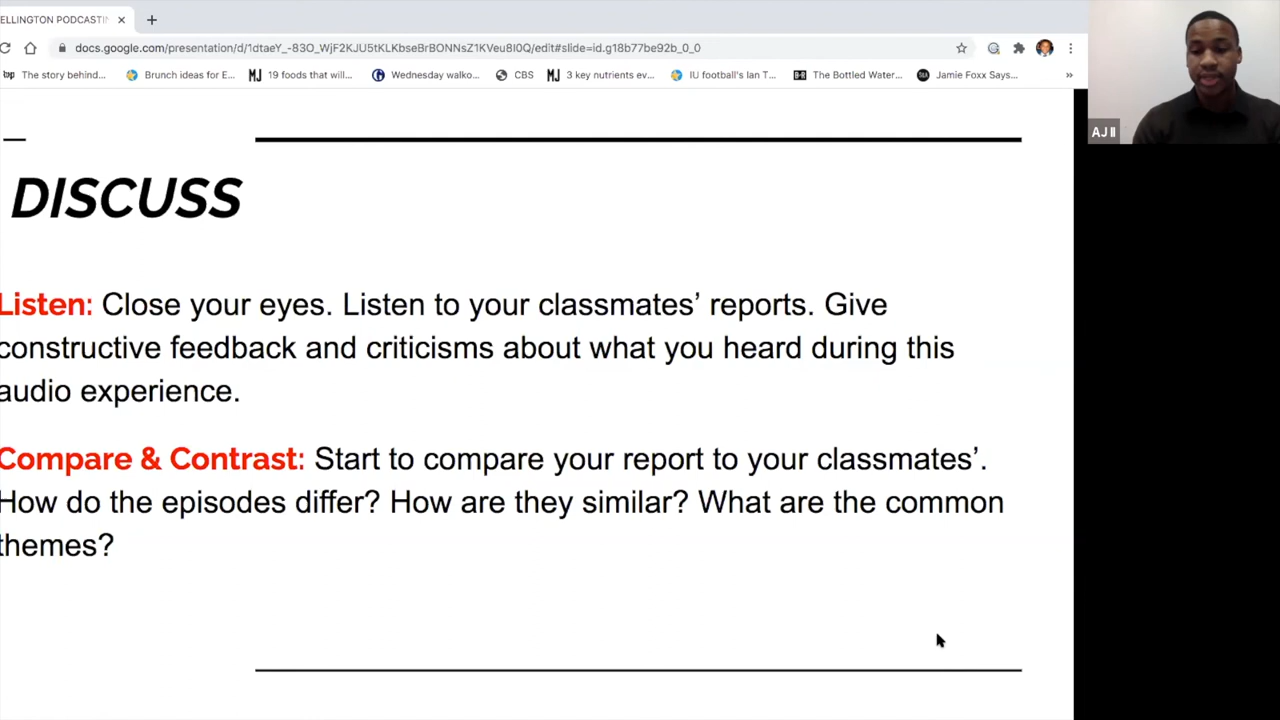 ELLINGTON PODCASTIN
docs.google.com/presentation/d/1dtaeY_-83O_WjF2KJU5tKLKbseBrBONNsZ1KVeu8I0Q/edit#slide=id.g18b77be92b_0_0
The story behind...
Brunch ideas for E...
19 foods that will...
Wednesday walko...
CBS
3 key nutrients ev...
IU football's Ian T...
The Bottled Water...
Jamie Foxx Says...
»
AJ II
DISCUSS
Listen: Close your eyes. Listen to your classmates’ reports. Give
constructive feedback and criticisms about what you heard during this
audio experience.
Compare & Contrast: Start to compare your report to your classmates’.
How do the episodes differ? How are they similar? What are the common
themes?